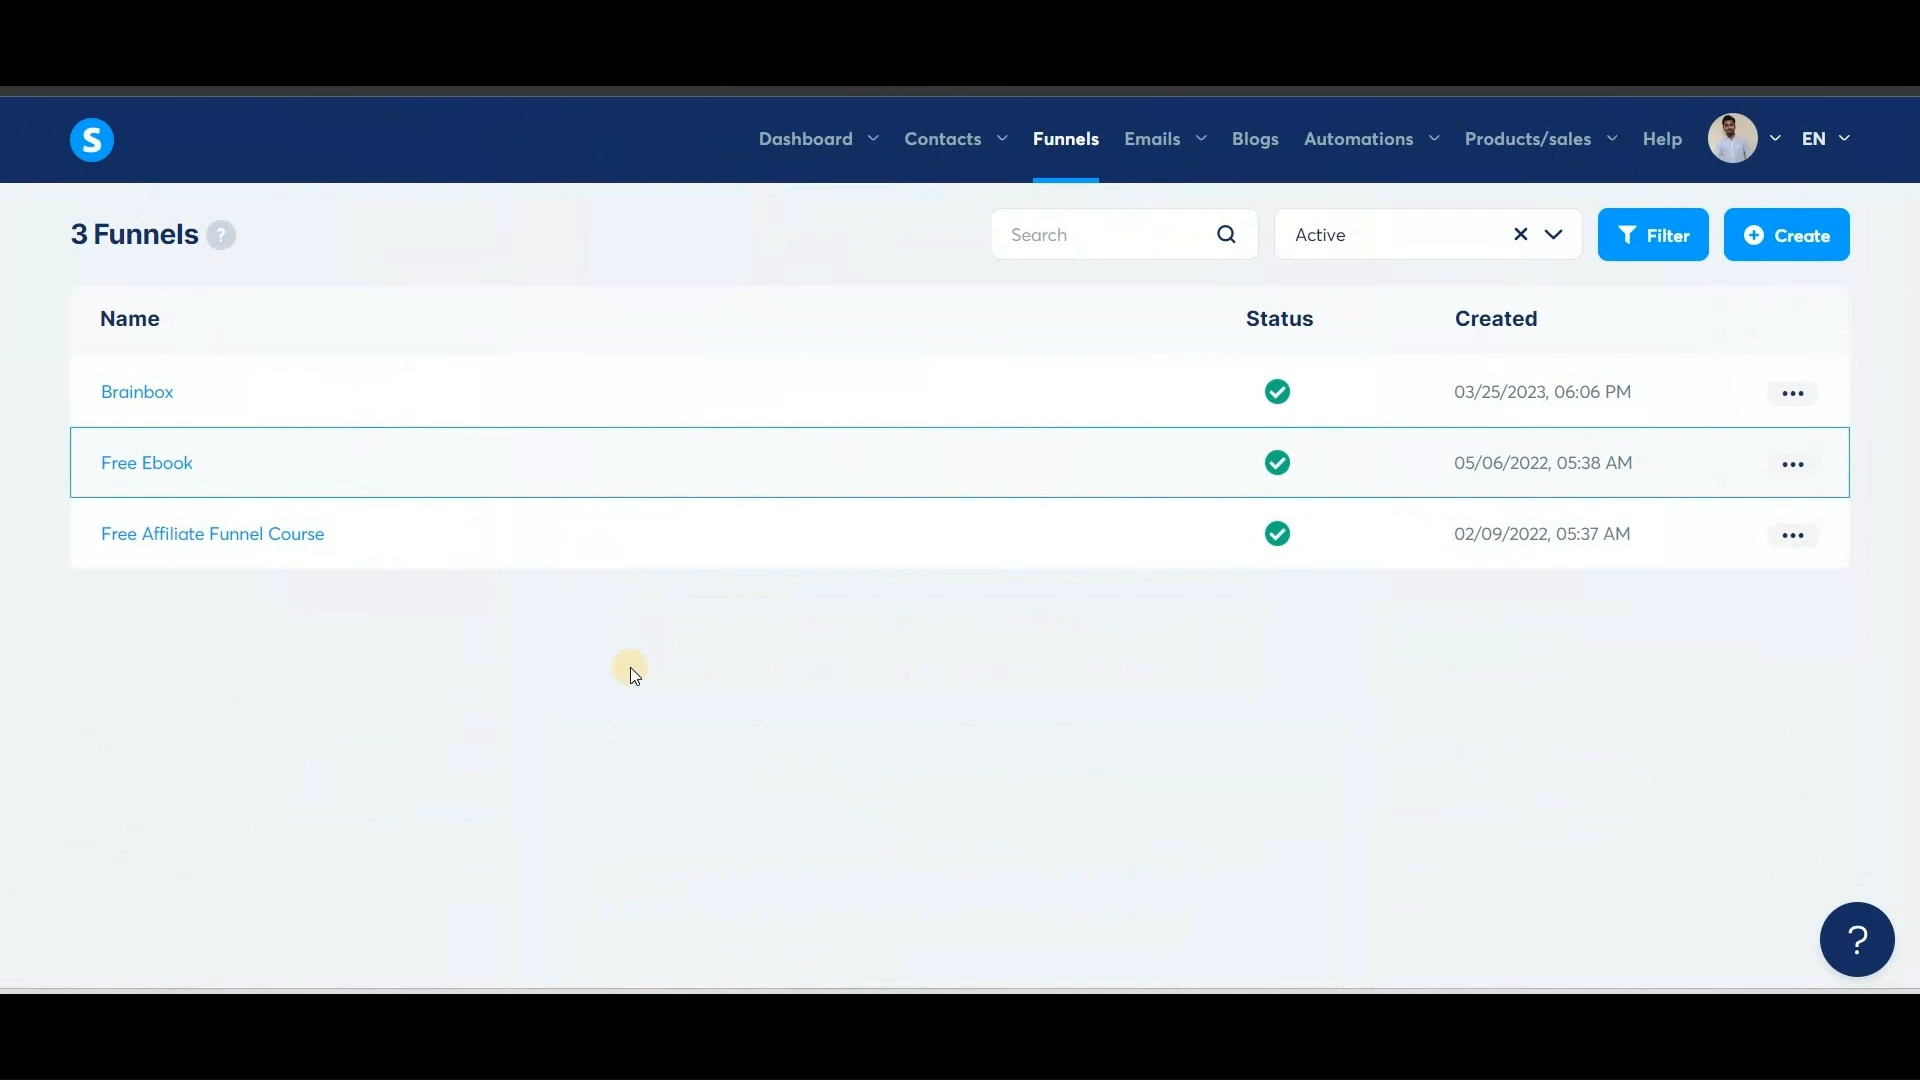 S
Dashboard Contacts Funnels Emails Blogs Automations Products/sales Help EN
3 Funnels ?
Search
Active
Filter
Create
Name Status Created
Brainbox 03/25/2023, 06:06 PM
Free Ebook 05/06/2022, 05:38 AM
Free Affiliate Funnel Course 02/09/2022, 05:37 AM
?